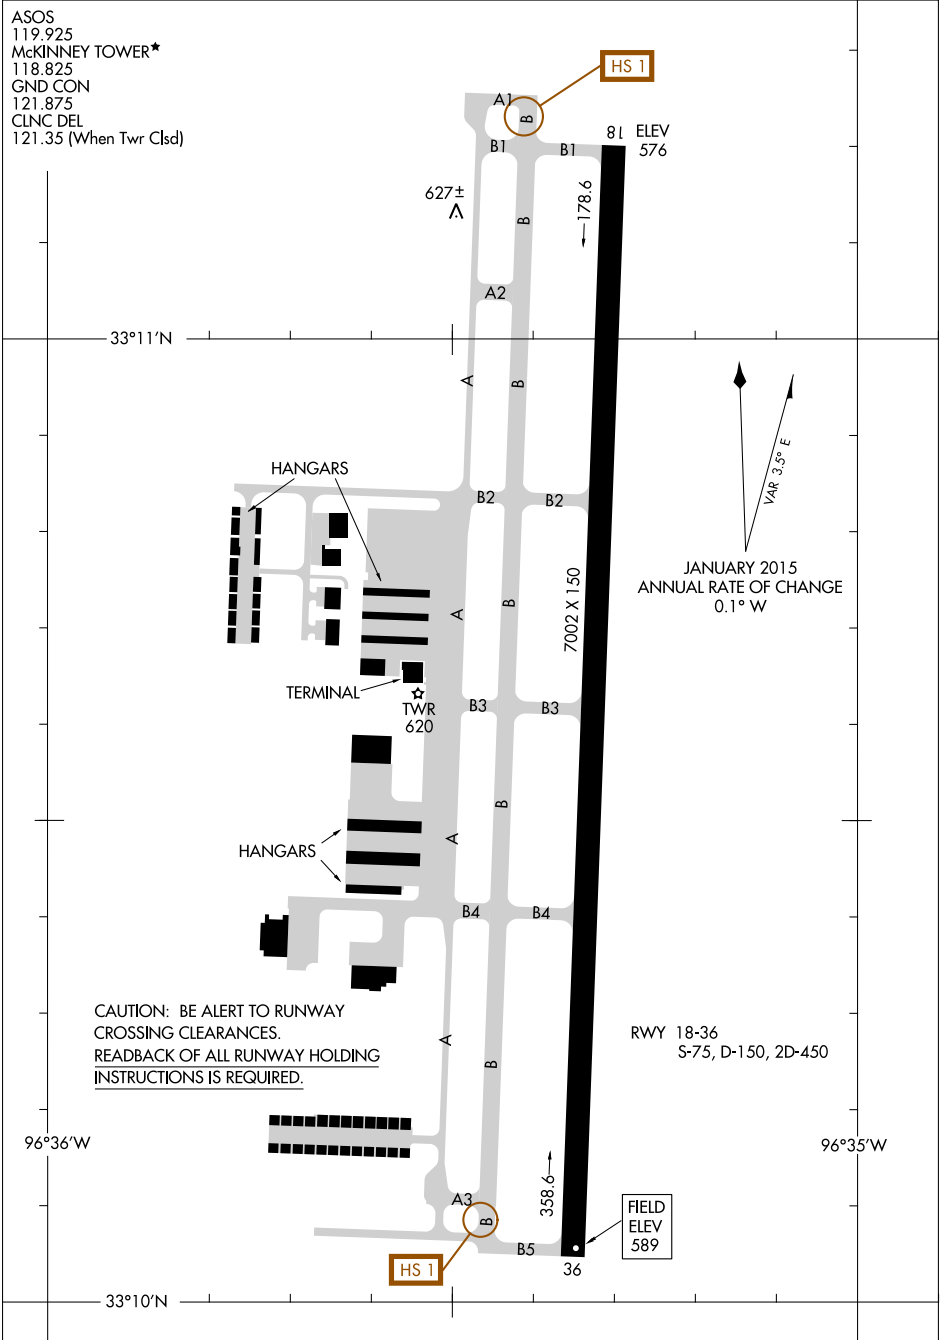 ASOS
119.925
McKINNEY TOWER★
118.825
GND CON
121.875
CLNC DEL
121.35 (When Twr Clsd)
HS 1
A1
B
18
ELEV
576
B1
B1
627±
178.6
B
A2
33°11'N
A
B
VAR 3.5° E
HANGARS
B2
B2
JANUARY 2015
ANNUAL RATE OF CHANGE
0.1° W
7002 X 150
A
B
TERMINAL
TWR
620
B3
B3
B
A
HANGARS
B4
B4
CAUTION: BE ALERT TO RUNWAY
CROSSING CLEARANCES.
READBACK OF ALL RUNWAY HOLDING
INSTRUCTIONS IS REQUIRED.
A
B
RWY 18-36
S-75, D-150, 2D-450
96°36'W
96°35'W
358.6
A3
B
FIELD
ELEV
589
B5
HS 1
36
33°10'N